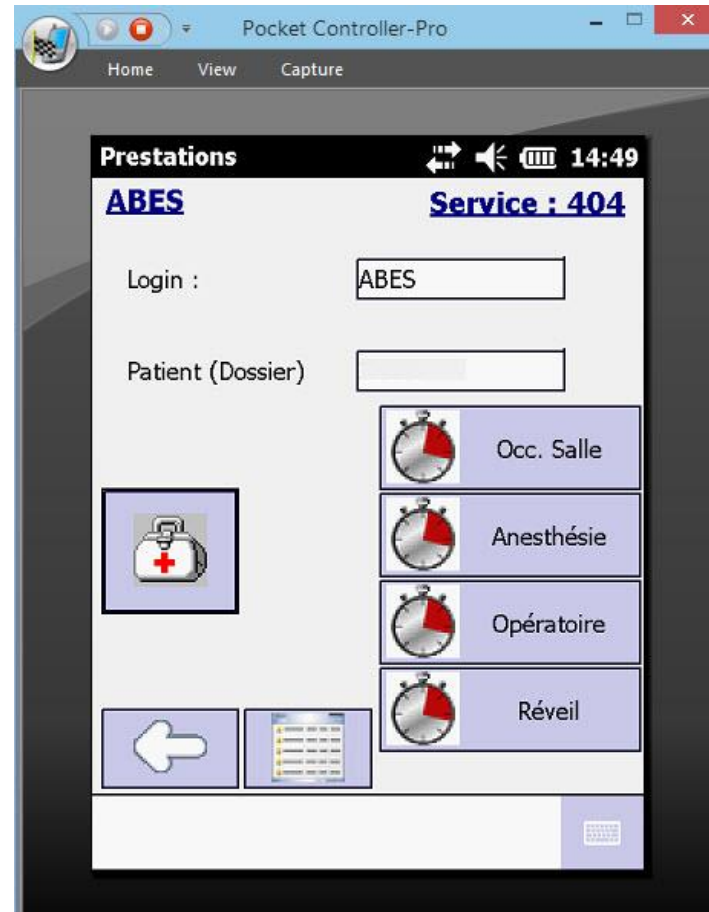 Pocket Controller-Pro
Home View Capture
Prestations 14:49
ABES Service : 404
Login : ABES
Patient (Dossier)
Occ. Salle
Anesthésie
Opératoire
Réveil